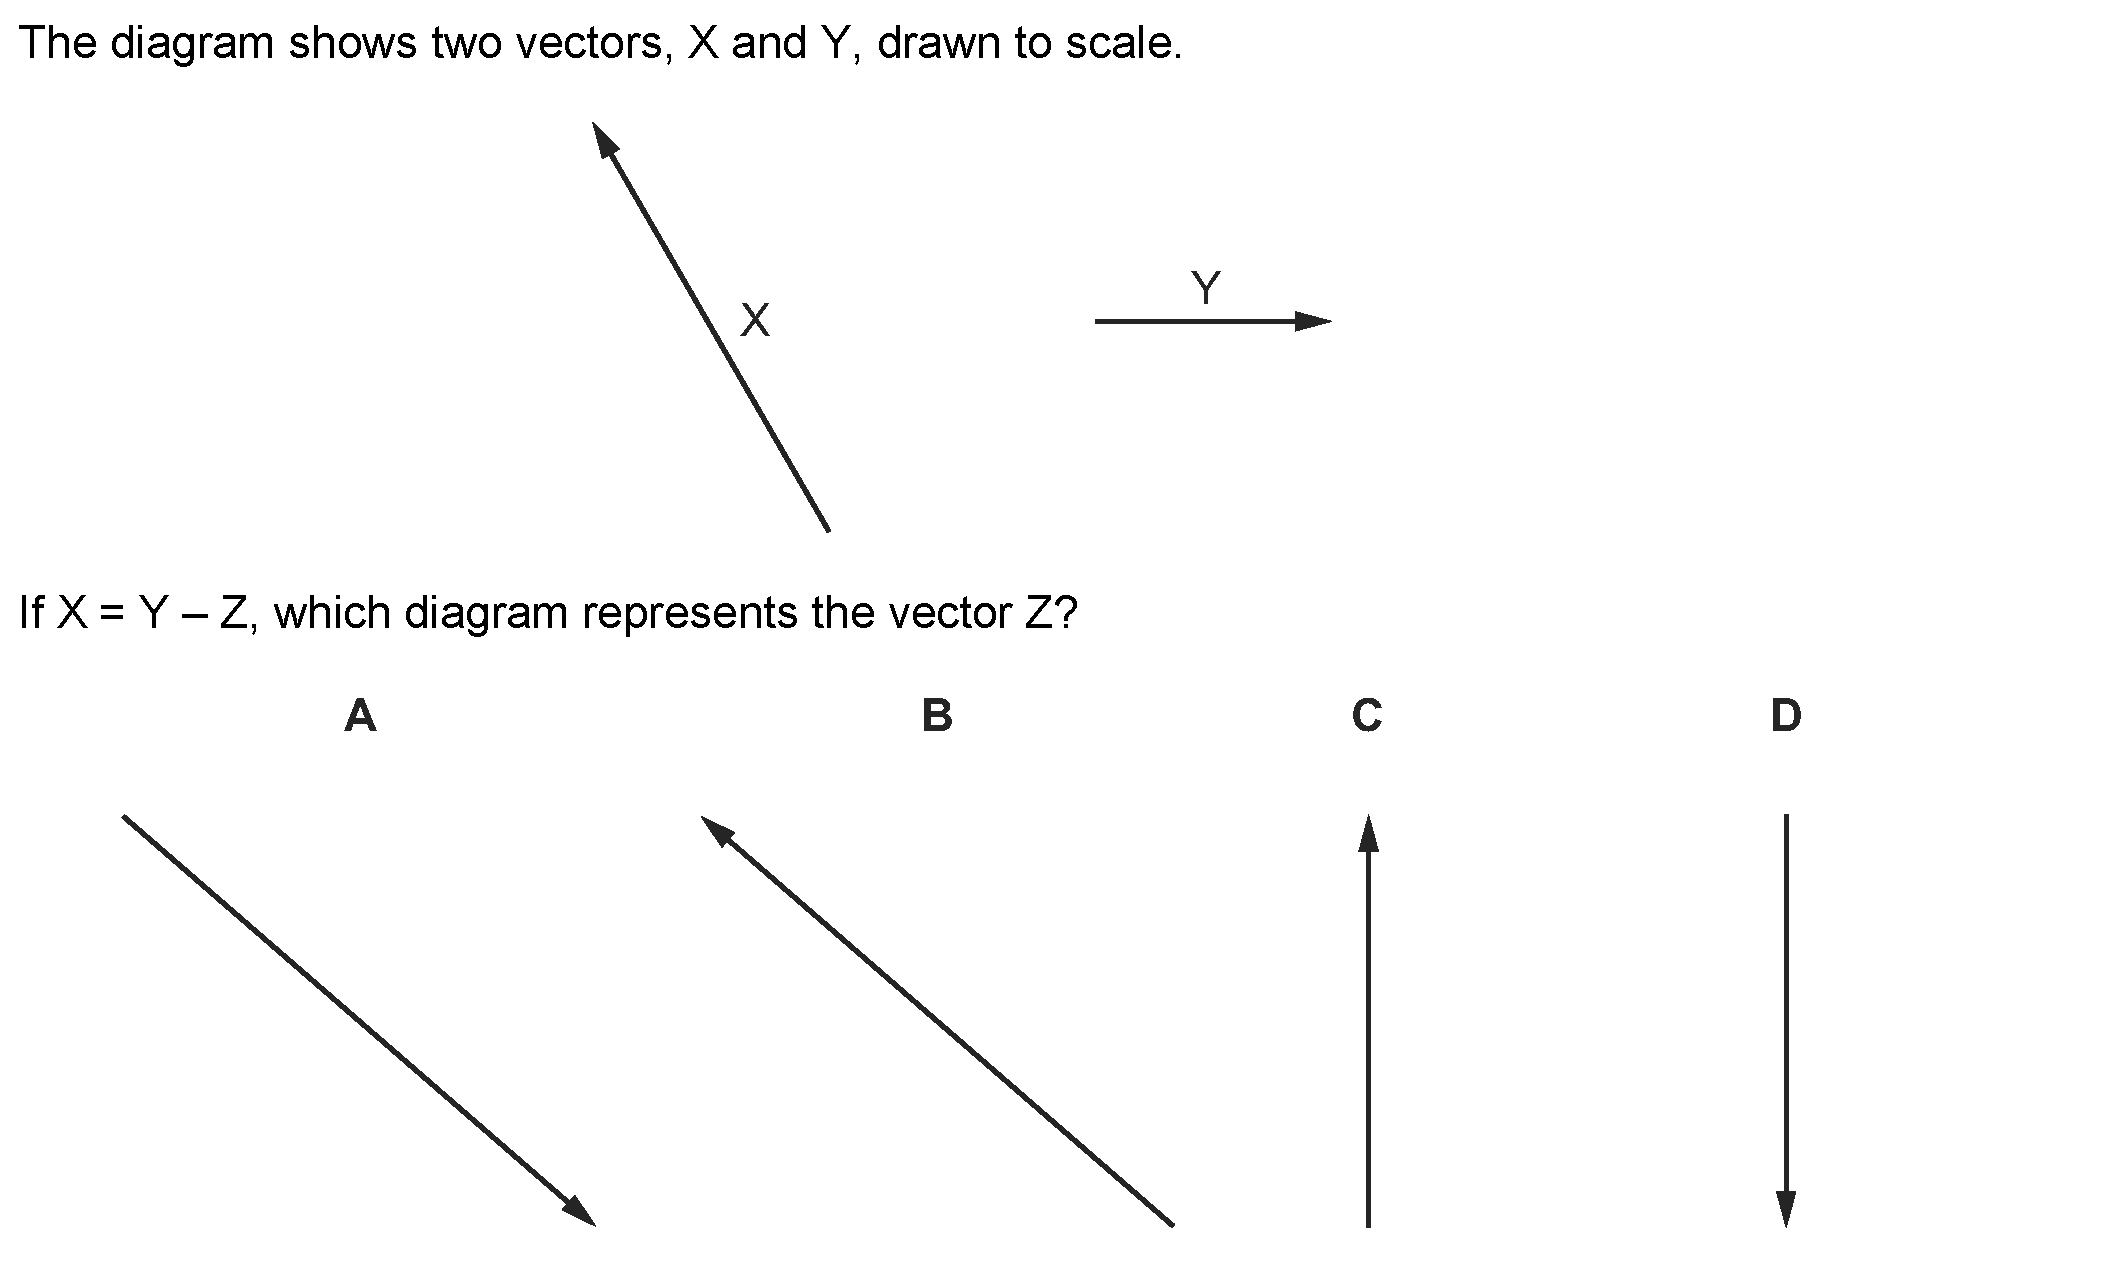 The diagram shows two vectors, X and Y, drawn to scale.
Y
X
If X = Y – Z, which diagram represents the vector Z?
A B C D